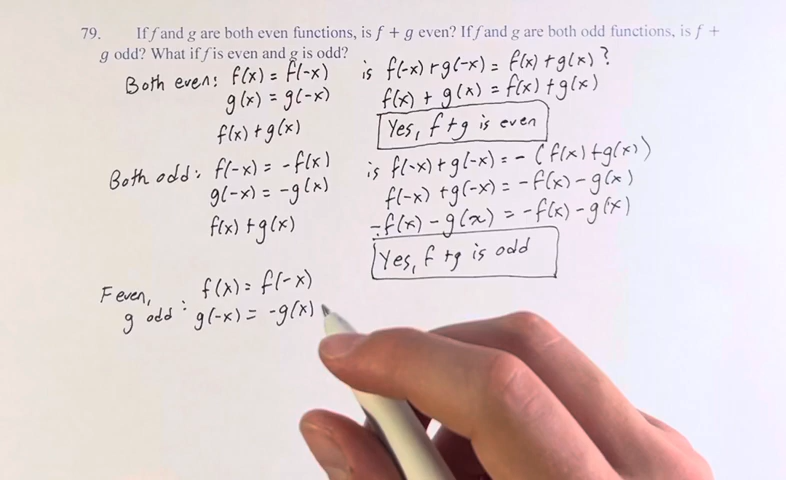 79. If f and g are both even functions, is f + g even? If f and g are both odd functions, is f +
g odd? What if f is even and g is odd?
Both even: f(x) = f(-x)
g(x) = g(-x)
f(x) + g(x)
is f(-x) + g(-x) = f(x) + g(x)?
f(x) + g(x) = f(x) + g(x)
Yes, f + g is even
Both odd: f(-x) = -f(x)
g(-x) = -g(x)
f(x) + g(x)
is f(-x) + g(-x) = -(f(x) + g(x))
f(-x) + g(-x) = -f(x) - g(x)
-f(x) - g(x) = -f(x) - g(x)
Yes, f + g is odd
F even, f(x) = f(-x)
g odd: g(-x) = -g(x)